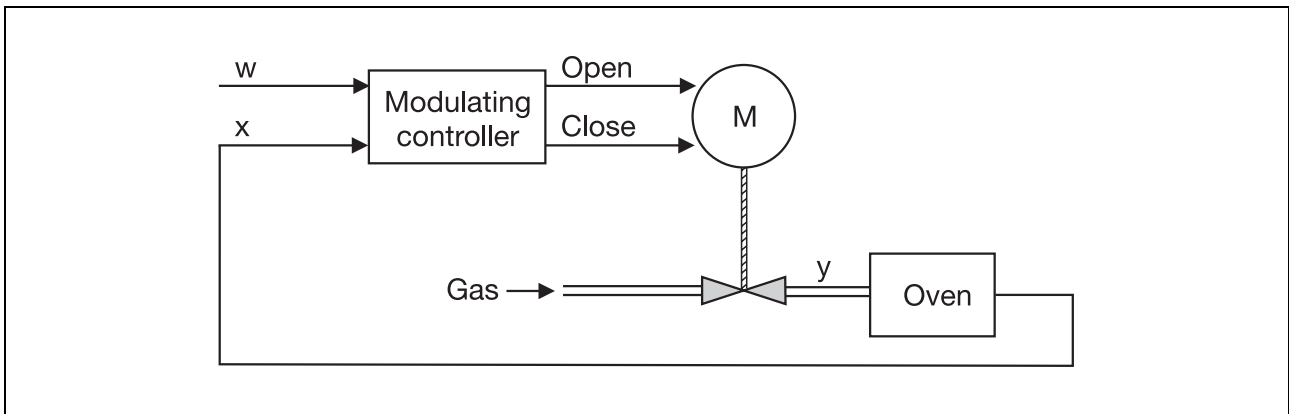 w
x
Modulating
controller
Open
Close
M
Gas
y
Oven